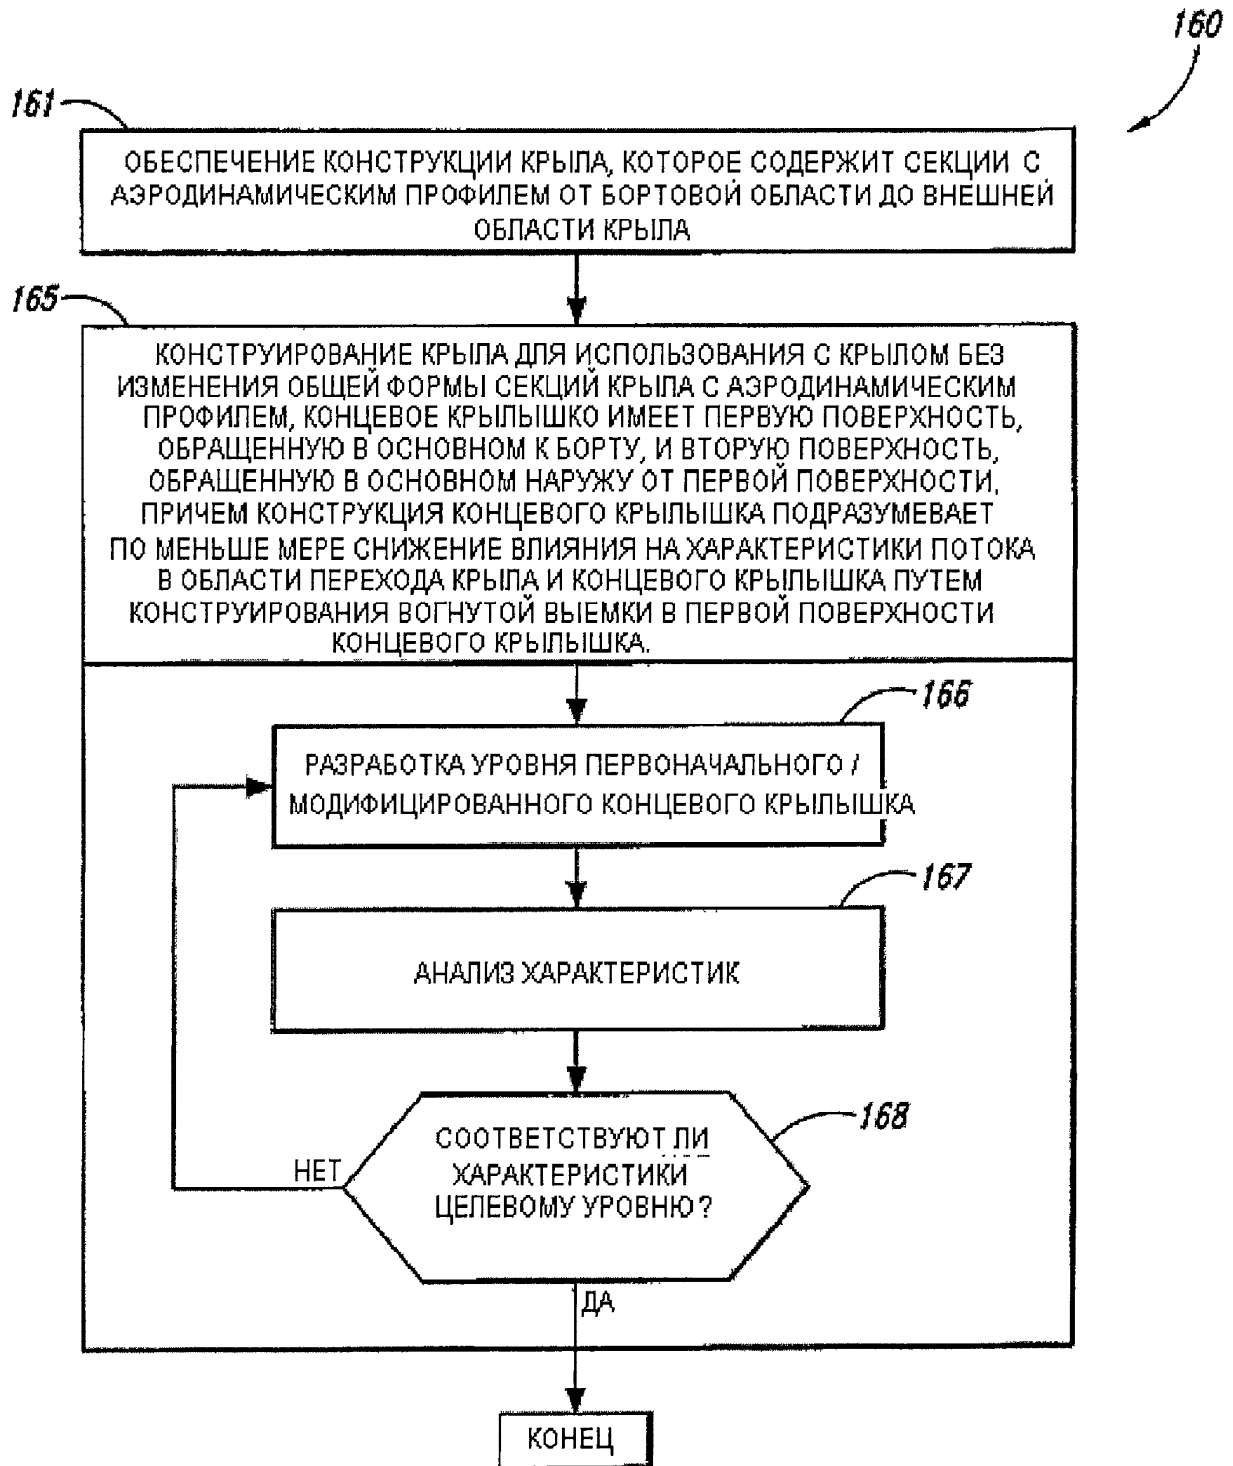 160
161
ОБЕСПЕЧЕНИЕ КОНСТРУКЦИИ КРЫЛА, КОТОРОЕ СОДЕРЖИТ СЕКЦИИ С
АЭРОДИНАМИЧЕСКИМ ПРОФИЛЕМ ОТ БОРТОВОЙ ОБЛАСТИ ДО ВНЕШНЕЙ
ОБЛАСТИ КРЫЛА
165
КОНСТРУИРОВАНИЕ КРЫЛА ДЛЯ ИСПОЛЬЗОВАНИЯ С КРЫЛОМ БЕЗ
ИЗМЕНЕНИЯ ОБЩЕЙ ФОРМЫ СЕКЦИЙ КРЫЛА С АЭРОДИНАМИЧЕСКИМ
ПРОФИЛЕМ, КОНЦЕВОЕ КРЫЛЫШКО ИМЕЕТ ПЕРВУЮ ПОВЕРХНОСТЬ,
ОБРАЩЕННУЮ В ОСНОВНОМ К БОРТУ, И ВТОРУЮ ПОВЕРХНОСТЬ,
ОБРАЩЕННУЮ В ОСНОВНОМ НАРУЖУ ОТ ПЕРВОЙ ПОВЕРХНОСТИ,
ПРИЧЕМ КОНСТРУКЦИЯ КОНЦЕВОГО КРЫЛЫШКА ПОДРАЗУМЕВАЕТ
ПО МЕНЬШЕ МЕРЕ СНИЖЕНИЕ ВЛИЯНИЯ НА ХАРАКТЕРИСТИКИ ПОТОКА
В ОБЛАСТИ ПЕРЕХОДА КРЫЛА И КОНЦЕВОГО КРЫЛЫШКА ПУТЕМ
КОНСТРУИРОВАНИЯ ВОГНУТОЙ ВЫЕМКИ В ПЕРВОЙ ПОВЕРХНОСТИ
КОНЦЕВОГО КРЫЛЫШКА.
166
РАЗРАБОТКА УРОВНЯ ПЕРВОНАЧАЛЬНОГО /
МОДИФИЦИРОВАННОГО КОНЦЕВОГО КРЫЛЫШКА
167
АНАЛИЗ ХАРАКТЕРИСТИК
168
СООТВЕТСТВУЮТ ЛИ
ХАРАКТЕРИСТИКИ
ЦЕЛЕВОМУ УРОВНЮ?
НЕТ
ДА
КОНЕЦ